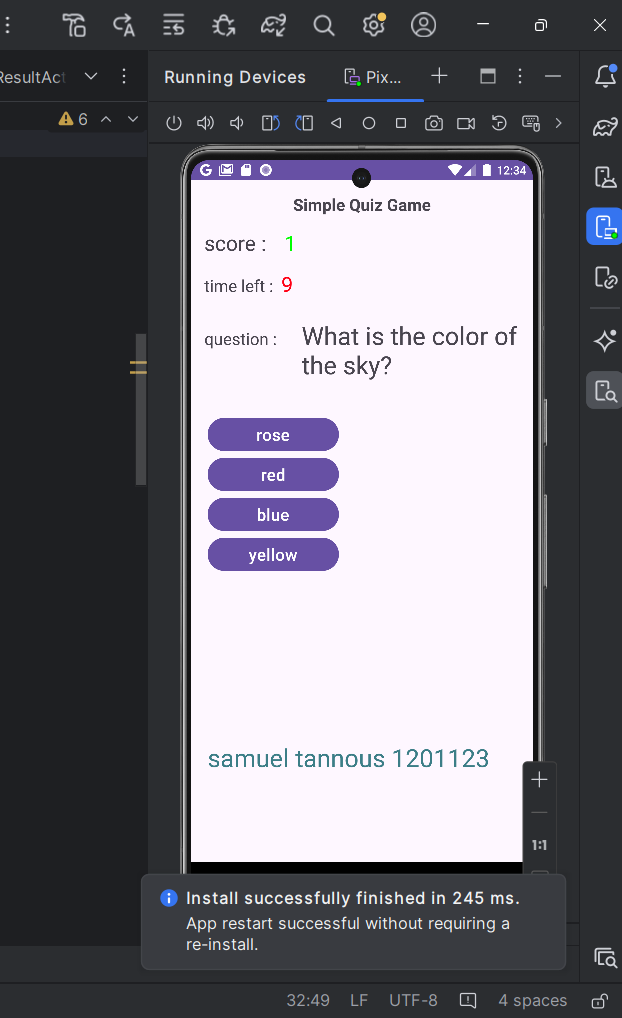 ResultAct
Running Devices
Pix...
6
12:34
Simple Quiz Game
score : 1
time left : 9
question : What is the color of
the sky?
rose
red
blue
yellow
samuel tannous 1201123
1:1
Install successfully finished in 245 ms.
App restart successful without requiring a
re-install.
32:49 LF UTF-8 4 spaces